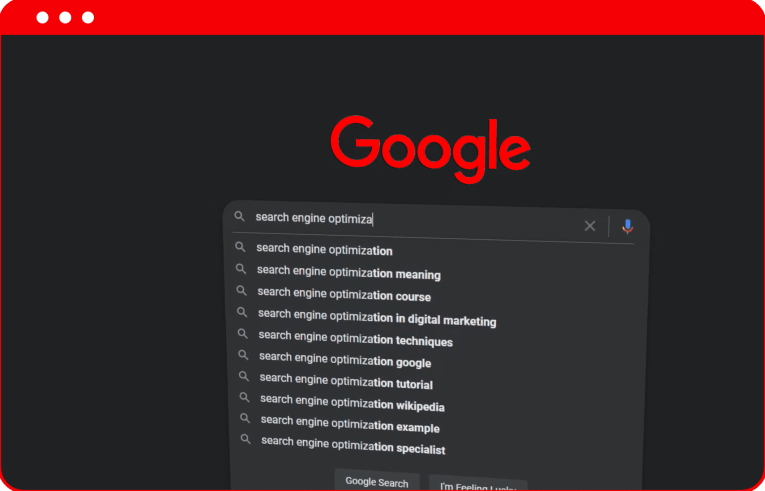 Google
search engine optimiza
search engine optimization
search engine optimization meaning
search engine optimization course
search engine optimization in digital marketing
search engine optimization techniques
search engine optimization google
search engine optimization tutorial
search engine optimization wikipedia
search engine optimization example
search engine optimization specialist
Google Search
I'm Feeling Lucky